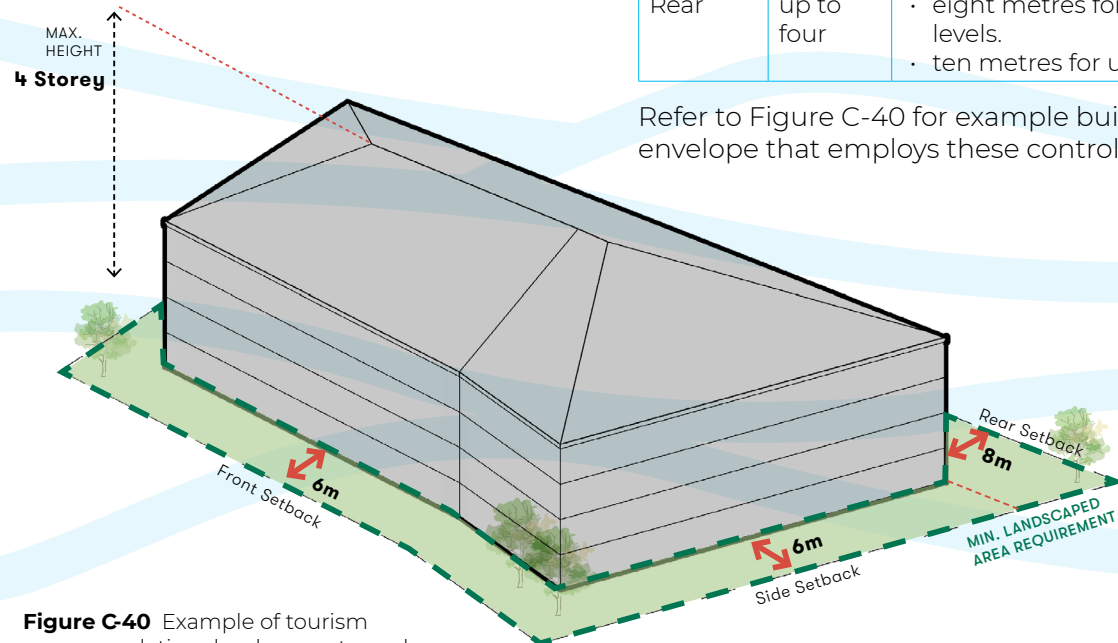 MAX.
HEIGHT
4 Storey
Rear
up to
four
• eight metres for
levels.
• ten metres for u
Refer to Figure C-40 for example bui
envelope that employs these control
Rear Setback
8m
MIN. LANDSCAPED
AREA REQUIREMENT
6m
Front Setback
6m
Side Setback
Figure C-40 Example of tourism